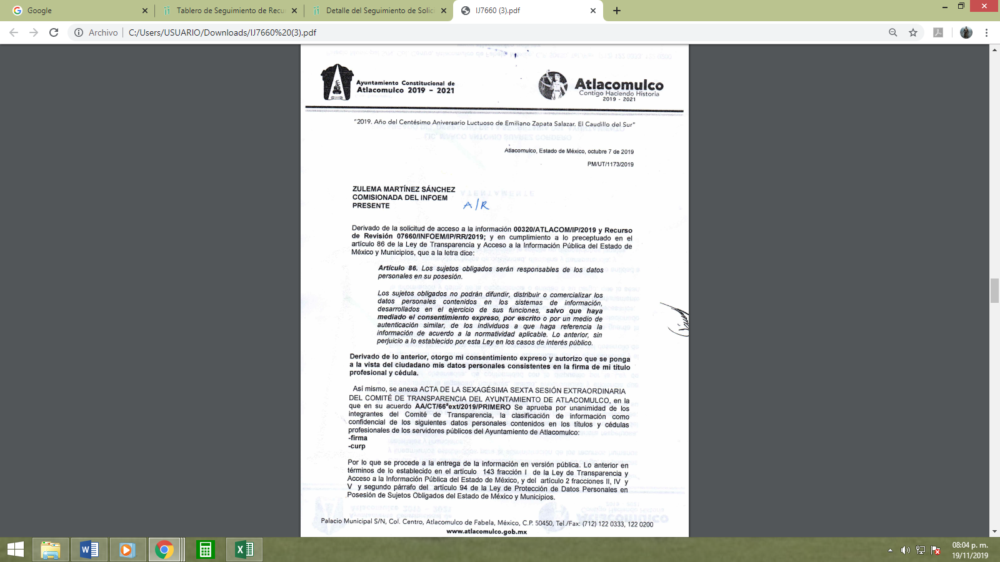 Google
Tablero de Seguimiento de Recu
Detalle del Seguimiento de Solici
IJ7660 (3).pdf
Archivo
C:/Users/USUARIO/Downloads/IJ7660%20(3).pdf
Ayuntamiento Constitucional de
Atlacomulco 2019 - 2021
Atlacomulco
Contigo Haciendo Historia
2019 - 2021
"2019. Año del Centésimo Aniversario Luctuoso de Emiliano Zapata Salazar. El Caudillo del Sur"
Atlacomulco, Estado de México, octubre 7 de 2019
PM/UT/1173/2019
ZULEMA MARTÍNEZ SÁNCHEZ
COMISIONADA DEL INFOEM
PRESENTE
A/R
Derivado de la solicitud de acceso a la información 00320/ATLACOM/IP/2019 y Recurso
de Revisión 07660/INFOEM/IP/RR/2019; y en cumplimiento a lo preceptuado en el
artículo 86 de la Ley de Transparencia y Acceso a la Información Pública del Estado de
México y Municipios, que a la letra dice:
Artículo 86. Los sujetos obligados serán responsables de los datos
personales en su posesión.
Los sujetos obligados no podrán difundir, distribuir o comercializar los
datos personales contenidos en los sistemas de información,
desarrollados en el ejercicio de sus funciones, salvo que haya
mediado el consentimiento expreso, por escrito o por un medio de
autenticación similar, de los individuos a que haga referencia la
información de acuerdo a la normatividad aplicable. Lo anterior, sin
perjuicio a lo establecido por esta Ley en los casos de interés público.
Derivado de lo anterior, otorgo mi consentimiento expreso y autorizo que se ponga
a la vista del ciudadano mis datos personales consistentes en la firma de mi título
profesional y cédula.
Así mismo, se anexa ACTA DE LA SEXAGÉSIMA SEXTA SESIÓN EXTRAORDINARIA
DEL COMITÉ DE TRANSPARENCIA DEL AYUNTAMIENTO DE ATLACOMULCO, en la
que en su acuerdo AA/CT/66ªext/2019/PRIMERO Se aprueba por unanimidad de los
integrantes del Comité de Transparencia, la clasificación de información como
confidencial de los siguientes datos personales contenidos en los títulos y cédulas
profesionales de los servidores públicos del Ayuntamiento de Atlacomulco:
-firma
-curp
Por lo que se procede a la entrega de la información en versión pública. Lo anterior en
términos de lo establecido en el artículo 143 fracción I de la Ley de Transparencia y
Acceso a la Información Pública del Estado de México, y del artículo 2 fracciones II, IV y
V y segundo párrafo del artículo 94 de la Ley de Protección de Datos Personales en
Posesión de Sujetos Obligados del Estado de México y Municipios.
Palacio Municipal S/N, Col. Centro, Atlacomulco de Fabela, México, C.P. 50450, Tel./Fax: (712) 122 0333, 122 0200
www.atlacomulco.gob.mx
08:04 p. m.
19/11/2019